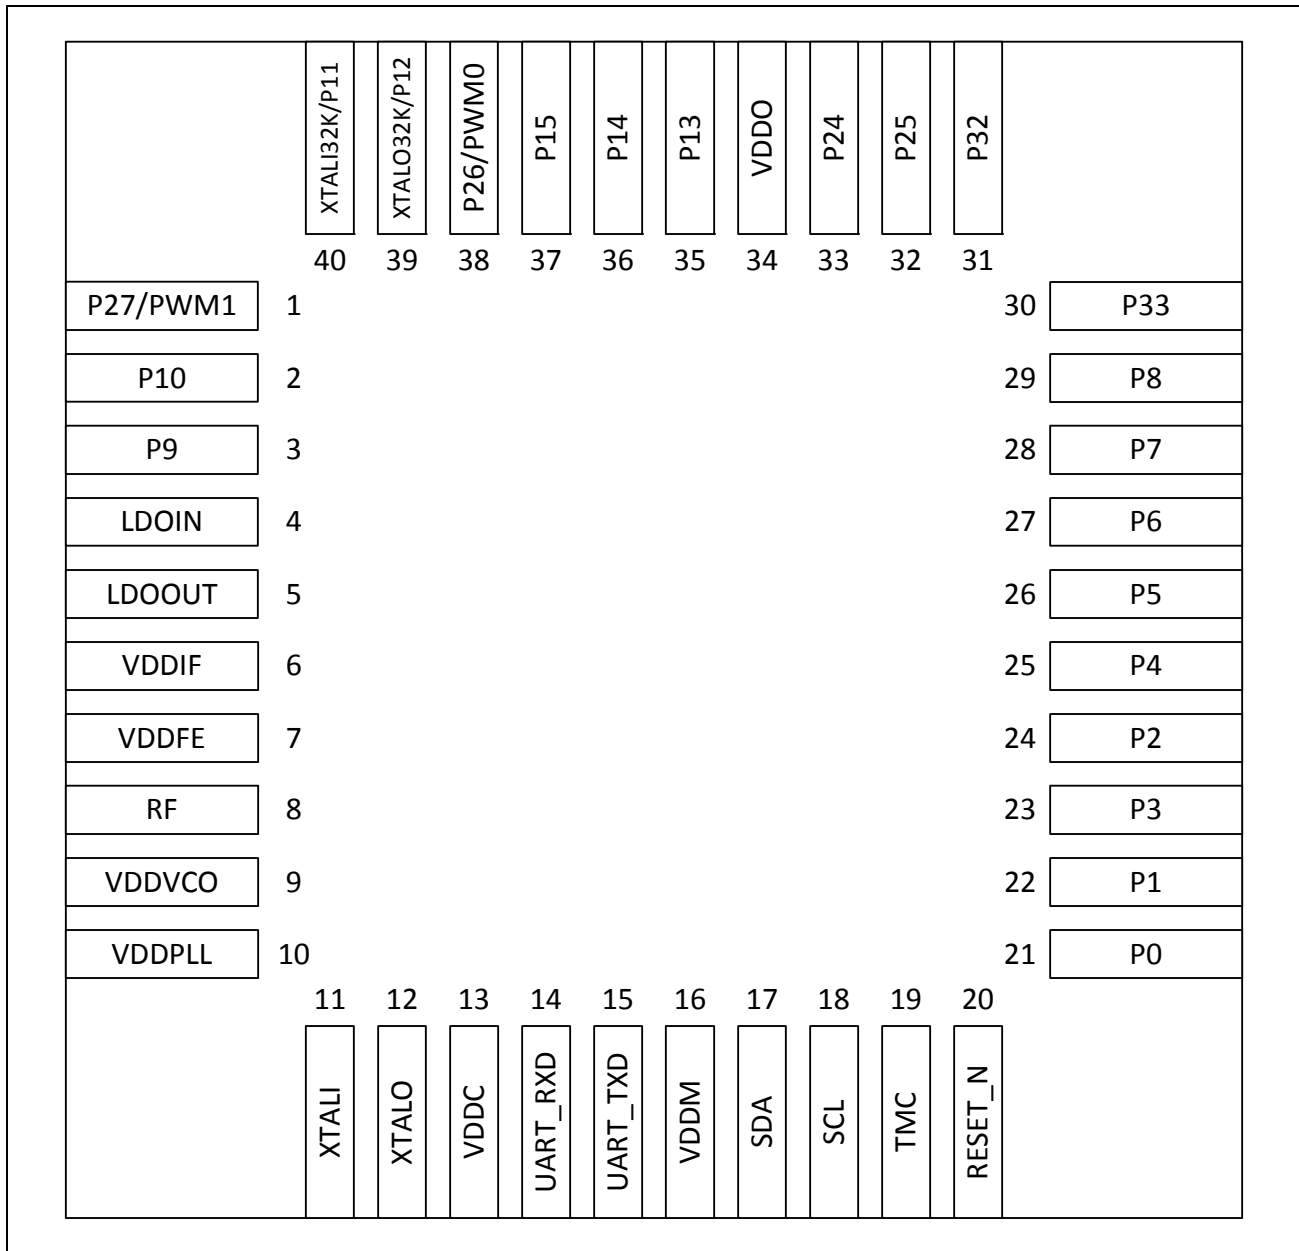 XTALI32K/P11 XTALO32K/P12 P26/PWM0 P15 P14 P13 VDDO P24 P25 P32
40 39 38 37 36 35 34 33 32 31
P27/PWM1 1 30 P33
P10 2 29 P8
P9 3 28 P7
LDOIN 4 27 P6
LDOOUT 5 26 P5
VDDIF 6 25 P4
VDDFE 7 24 P2
RF 8 23 P3
VDDVCO 9 22 P1
VDDPLL 10 21 P0
11 12 13 14 15 16 17 18 19 20
XTALI XTALO VDDC UART_RXD UART_TXD VDDM SDA SCL TMC RESET_N